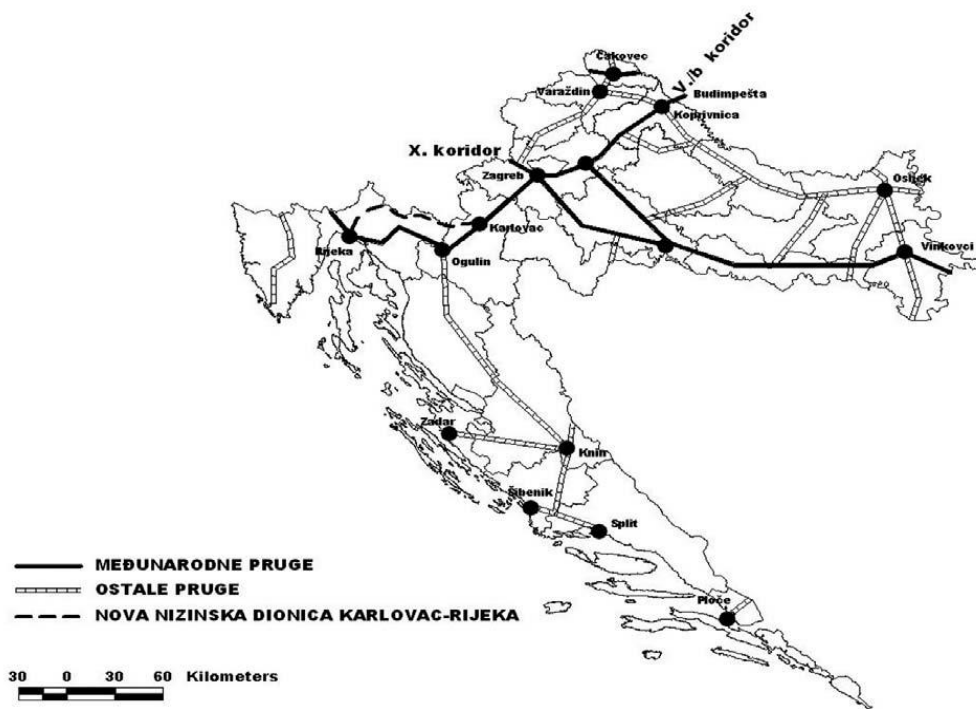 V./b koridor
Čakovec
Budimpešta
Varaždin
Koprivnica
X. koridor
Zagreb
Osijek
Karlovac
Rijeka
Ogulin
Vinkovci
Zadar
Knin
Šibenik
Split
Ploče
MEĐUNARODNE PRUGE
OSTALE PRUGE
NOVA NIZINSKA DIONICA KARLOVAC-RIJEKA
30 0 30 60 Kilometers